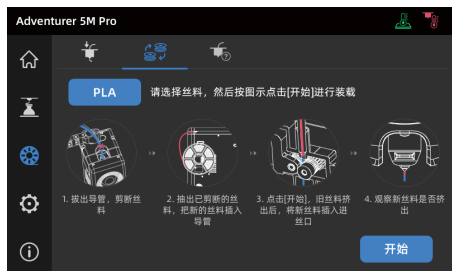 Adventurer 5M Pro
PLA
请选择丝料，然后按图示点击[开始]进行装载
1. 拔出导管，剪断丝
料
2. 抽出已剪断的丝
料，把新的丝料插入
导管
3. 点击[开始]，旧丝料挤
出后，将新丝料插入进
丝口
4. 观察新丝料是否挤
出
开始